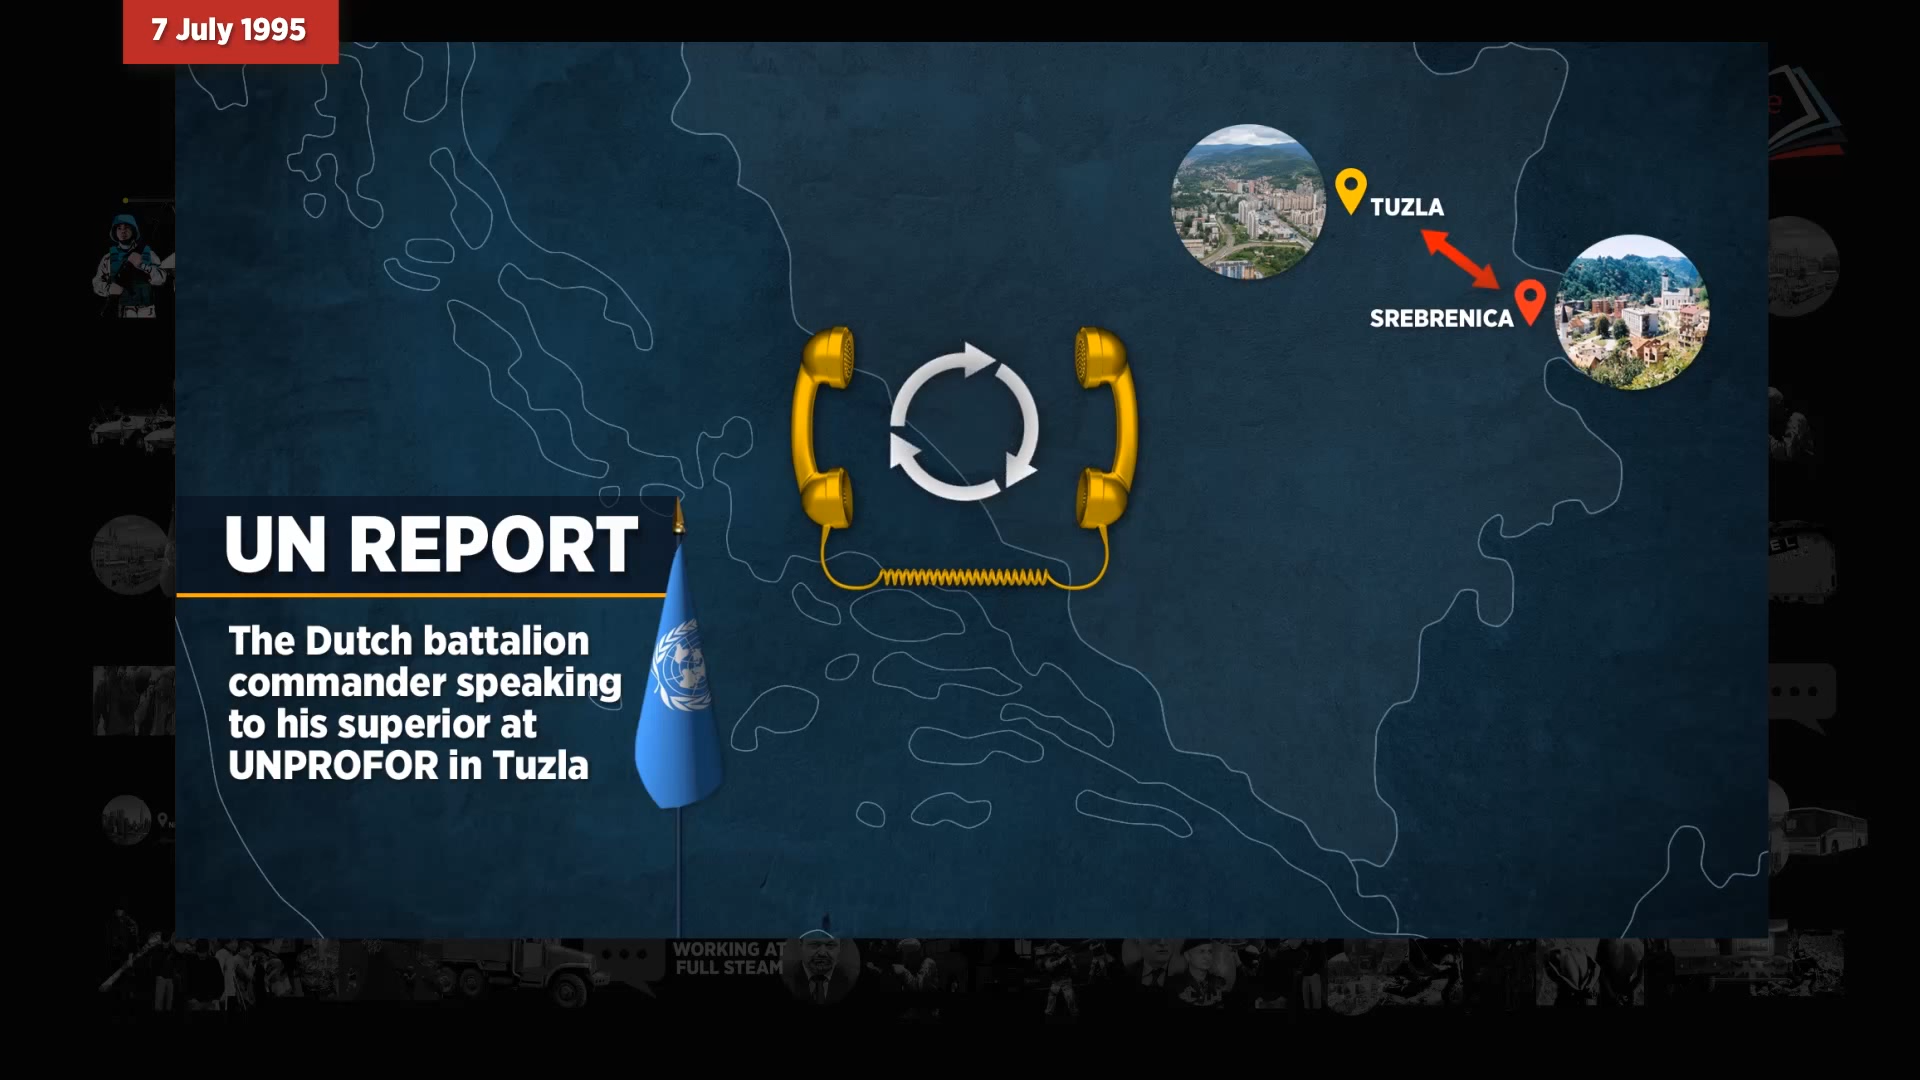 7 July 1995
TUZLA
SREBRENICA
UN REPORT
The Dutch battalion
commander speaking
to his superior at
UNPROFOR in Tuzla
WORKING AT
FULL STEAM